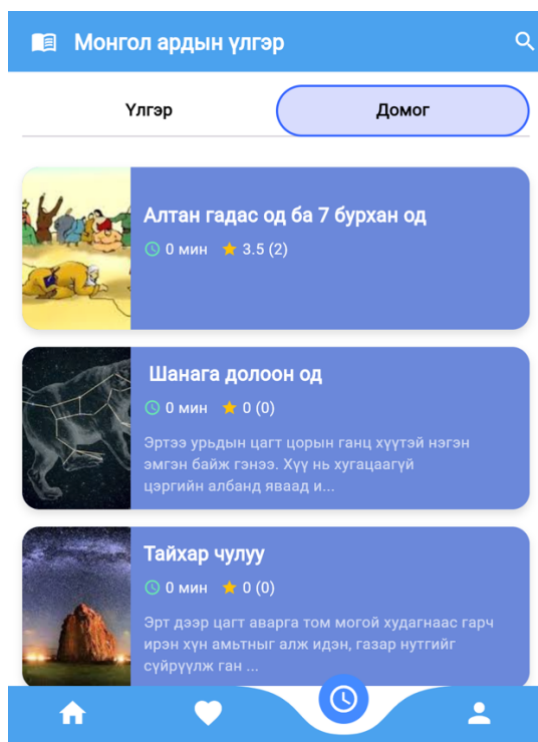 Монгол ардын үлгэр
Үлгэр
Домог
Алтан гадас од ба 7 бурхан од
0 мин 3.5 (2)
Шанага долоон од
0 мин 0 (0)
Эртээ урьдын цагт цорын ганц хүүтэй нэгэн
эмгэн байж гэнээ. Хүү нь хугацаагүй
цэргийн албанд яваад и...
Тайхар чулуу
0 мин 0 (0)
Эрт дээр цагт аварга том могой худагнаас гарч
ирэн хүн амьтныг алж идэн, газар нутгийг
сүйрүүлж ган ...